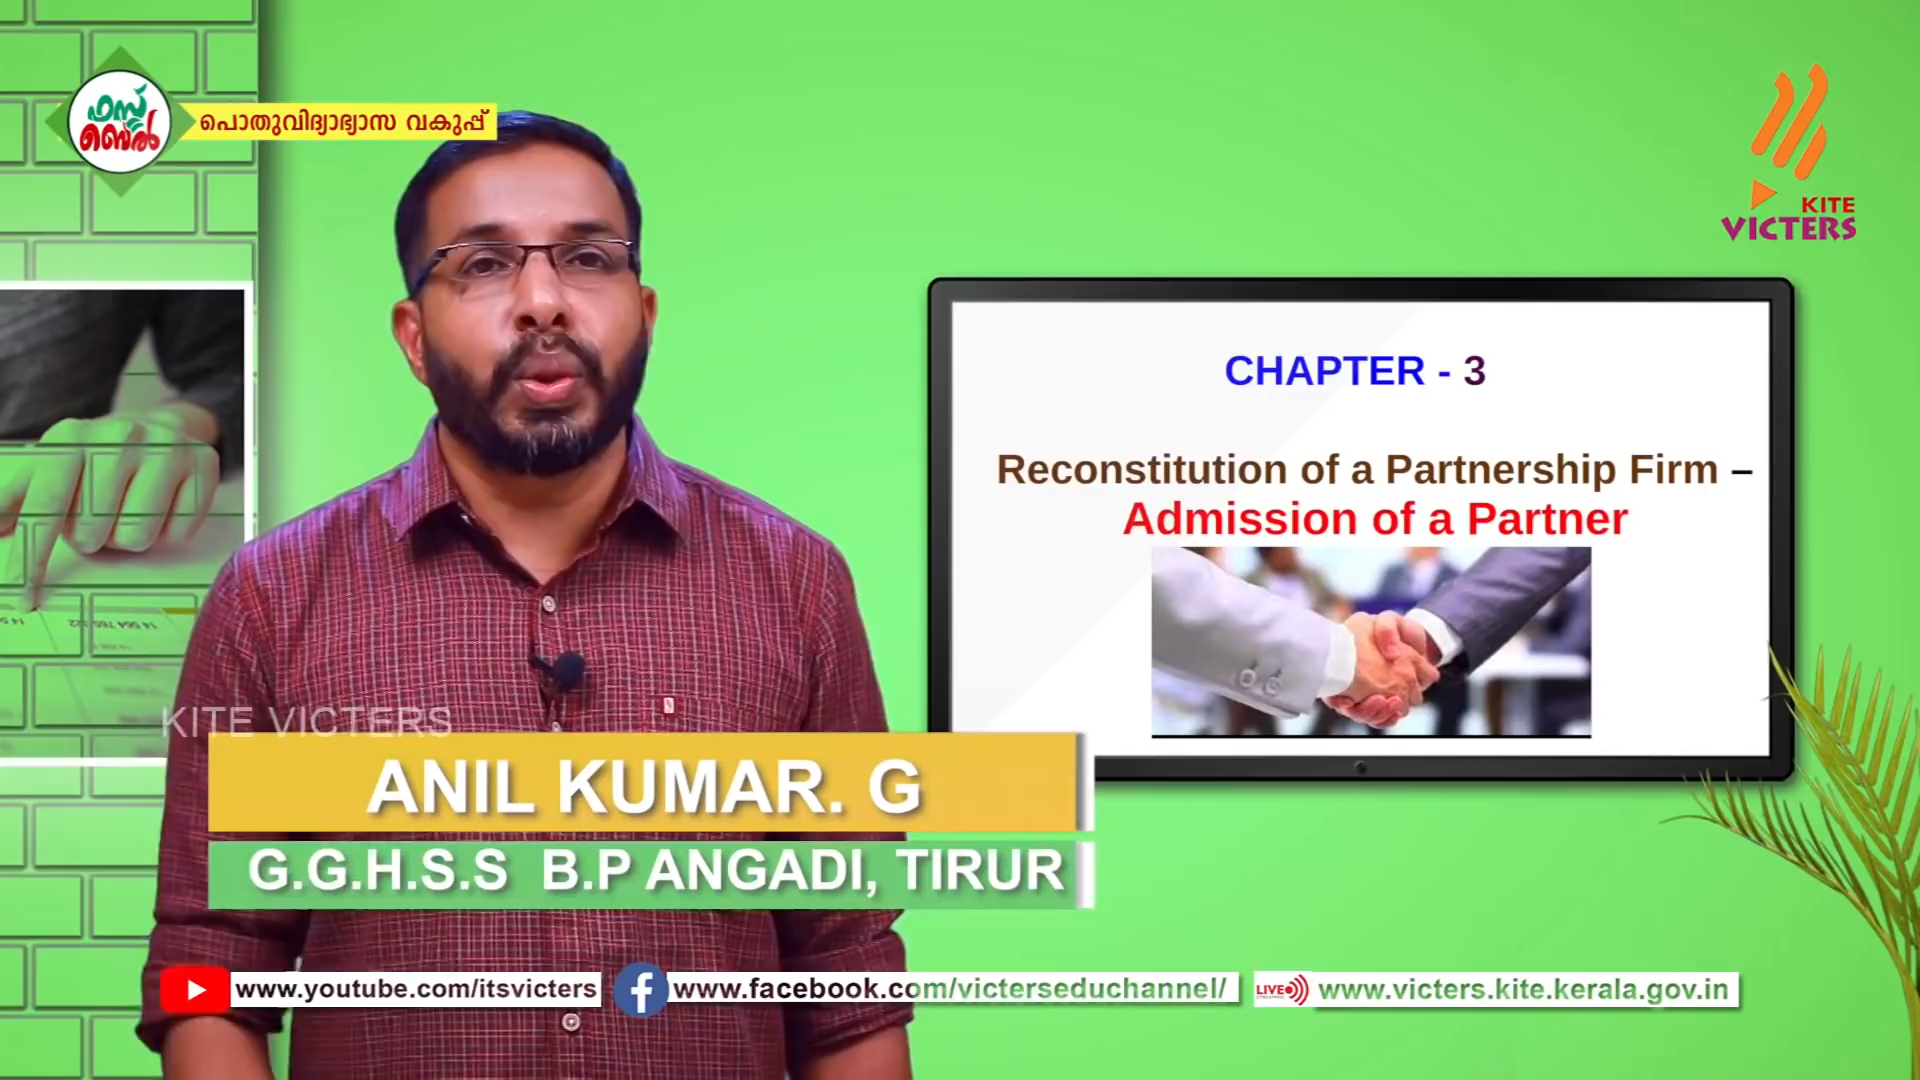 ഫസ്റ്റ്
ബെൽ
പൊതുവിദ്യാഭ്യാസ വകുപ്പ്
KITE
VICTERS
CHAPTER - 3
Reconstitution of a Partnership Firm –
Admission of a Partner
KITE VICTERS
ANIL KUMAR. G
G.G.H.S.S B.P ANGADI, TIRUR
www.youtube.com/itsvicters
www.facebook.com/victerseduchannel/
LIVE
www.victers.kite.kerala.gov.in